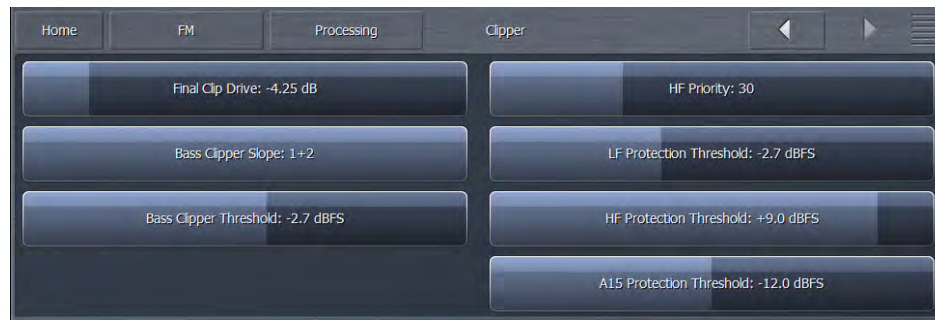 Home FM Processing Clipper
Final Clip Drive: -4.25 dB
HF Priority: 30
Bass Clipper Slope: 1+2
LF Protection Threshold: -2.7 dBFS
Bass Clipper Threshold: -2.7 dBFS
HF Protection Threshold: +9.0 dBFS
A15 Protection Threshold: -12.0 dBFS